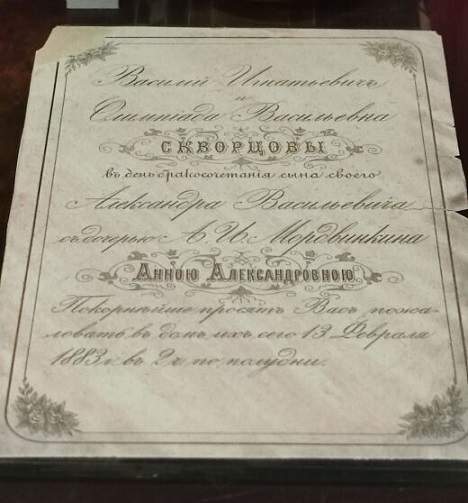 Василій Игнатьевичъ
и
Олимпіада Васильевна
СКВОРЦОВЫ
въ день бракосочетанія сына своего
Александра Васильевича
съ дочерью А. И. Мордвинкина
АННОЮ АЛЕКСАНДРОВНОЮ
Покорнѣйше просятъ Васъ пожа-
ловать въ домъ ихъ сего 13 Февраля
1883 г. въ 2 ч. по полудни.